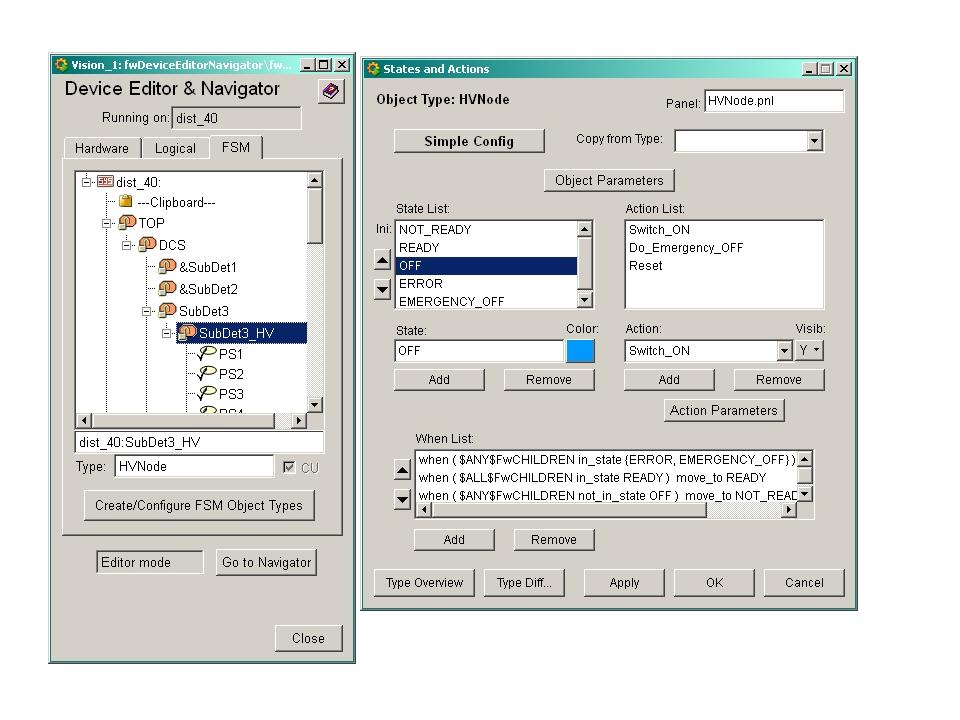 Vision_1: fwDeviceEditorNavigator\fw...
Device Editor & Navigator
Running on: dist_40
Hardware Logical FSM
SYS dist_40:
---Clipboard---
TOP
DCS
&SubDet1
&SubDet2
SubDet3
SubDet3_HV
PS1
PS2
PS3
PS4
dist_40:SubDet3_HV
Type: HVNode CU
Create/Configure FSM Object Types
Editor mode Go to Navigator
Close
States and Actions
Object Type: HVNode Panel: HVNode.pnl
Simple Config Copy from Type:
Object Parameters
State List: Action List:
Ini: NOT_READY Switch_ON
READY Do_Emergency_OFF
OFF Reset
ERROR
EMERGENCY_OFF
State: Color: Action: Visib:
OFF Switch_ON Y
Add Remove Add Remove
Action Parameters
When List:
when ( $ANY$FwCHILDREN in_state {ERROR, EMERGENCY_OFF} )
when ( $ALL$FwCHILDREN in_state READY ) move_to READY
when ( $ANY$FwCHILDREN not_in_state OFF ) move_to NOT_READ
Add Remove
Type Overview Type Diff... Apply OK Cancel